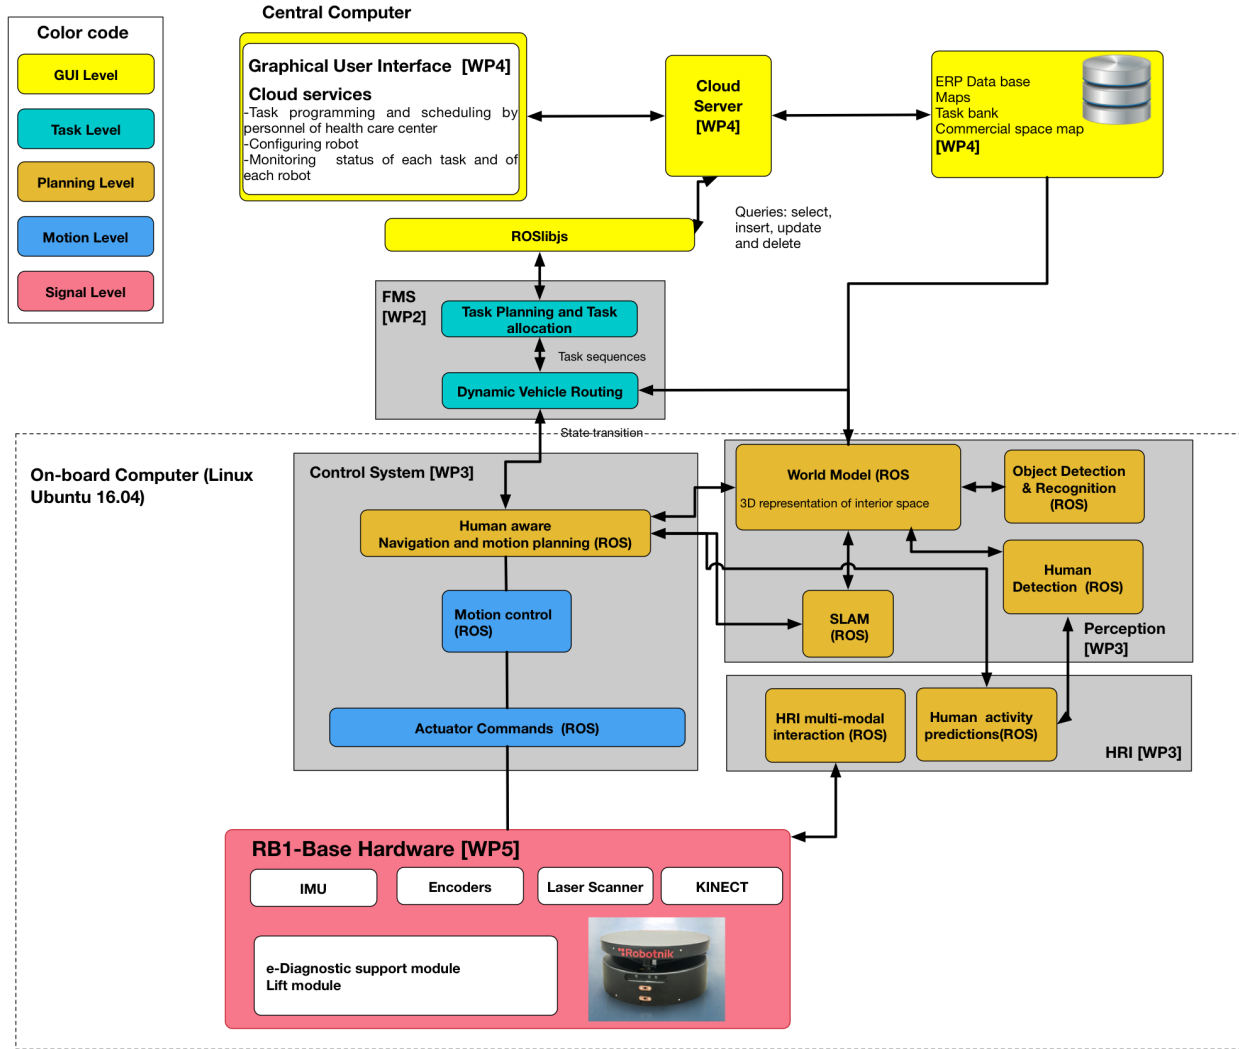 Central Computer
Color code
GUI Level
Task Level
Planning Level
Motion Level
Signal Level
Graphical User Interface [WP4]
Cloud services
-Task programming and scheduling by
personnel of health care center
-Configuring robot
-Monitoring status of each task and of
each robot
Cloud
Server
[WP4]
ERP Data base
Maps
Task bank
Commercial space map
[WP4]
Queries: select,
insert, update
and delete
ROSlibjs
FMS
[WP2]
Task Planning and Task
allocation
Task sequences
Dynamic Vehicle Routing
State transition
On-board Computer (Linux
Ubuntu 16.04)
Control System [WP3]
Human aware
Navigation and motion planning (ROS)
Motion control
(ROS)
Actuator Commands (ROS)
World Model (ROS
3D representation of interior space
Object Detection
& Recognition
(ROS)
Human
Detection (ROS)
SLAM
(ROS)
Perception
[WP3]
HRI multi-modal
interaction (ROS)
Human activity
predictions(ROS)
HRI [WP3]
RB1-Base Hardware [WP5]
IMU
Encoders
Laser Scanner
KINECT
e-Diagnostic support module
Lift module
Robotnik